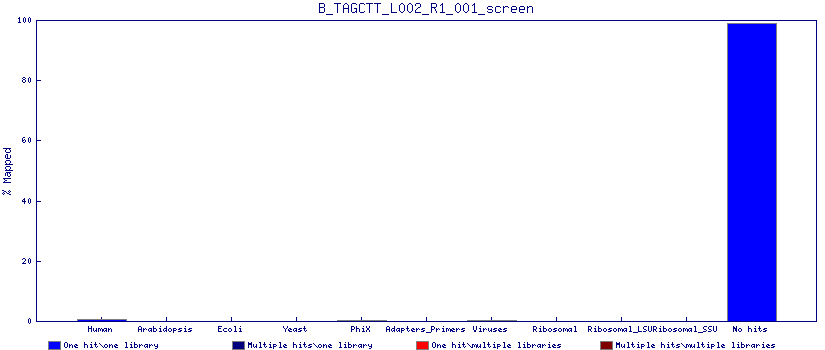 B_TAGCTT_L002_R1_001_screen
100
80
60
40
20
0
% Mapped
Human Arabidopsis Ecoli Yeast PhiX Adapters_Primers Viruses Ribosomal Ribosomal_LSU Ribosomal_SSU No hits
One hit\one library Multiple hits\one library One hit\multiple libraries Multiple hits\multiple libraries